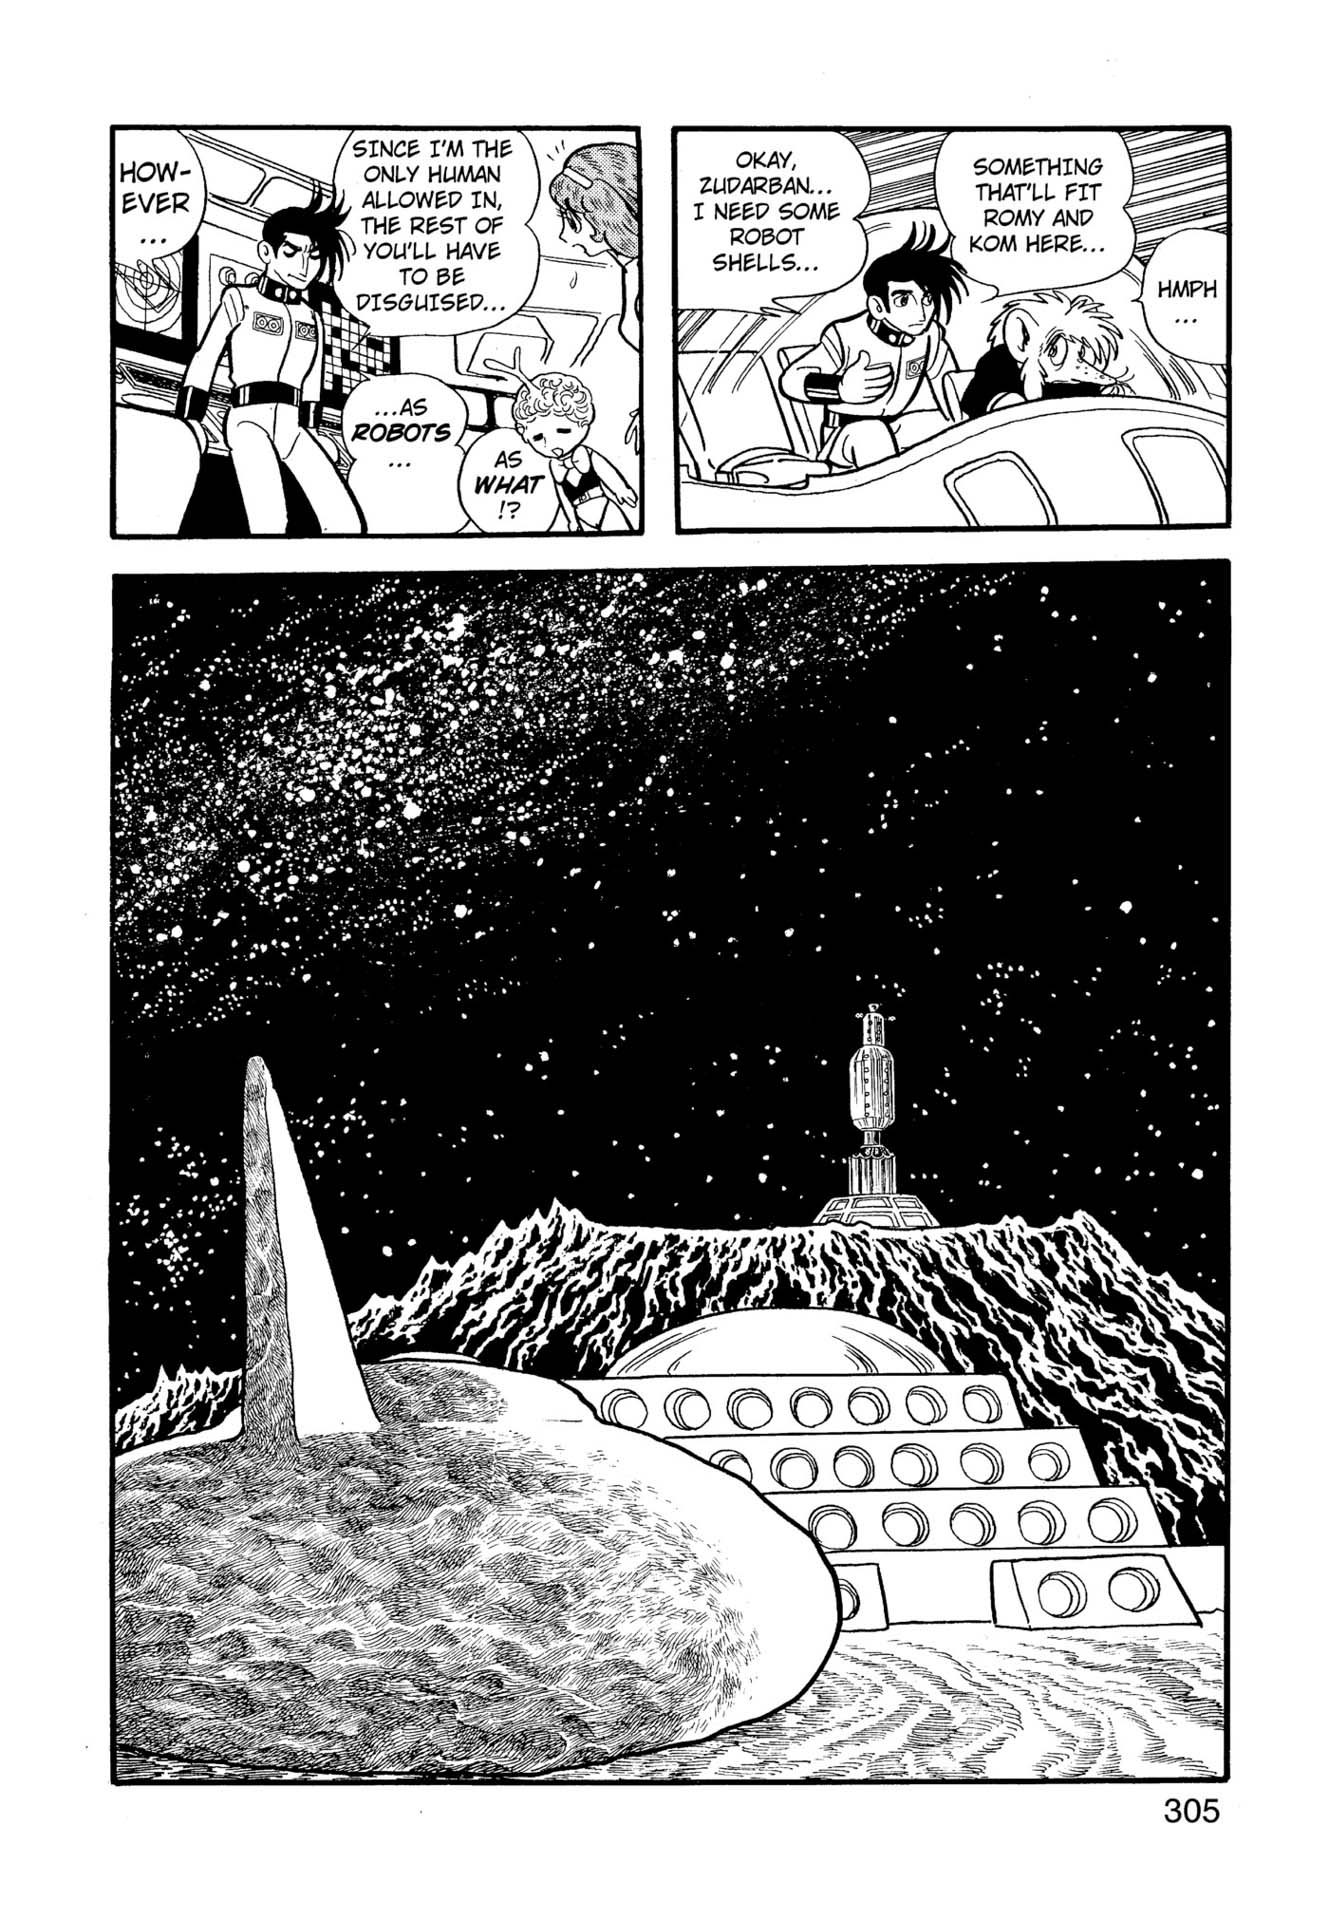 HOW-
EVER
...
SINCE I'M THE
ONLY HUMAN
ALLOWED IN,
THE REST OF
YOU'LL HAVE
TO BE
DISGUISED...
...AS
ROBOTS
...
AS
WHAT
!?
OKAY,
ZUDARBAN...
I NEED SOME
ROBOT
SHELLS...
SOMETHING
THAT'LL FIT
ROMY AND
KOM HERE...
HMPH
...
305